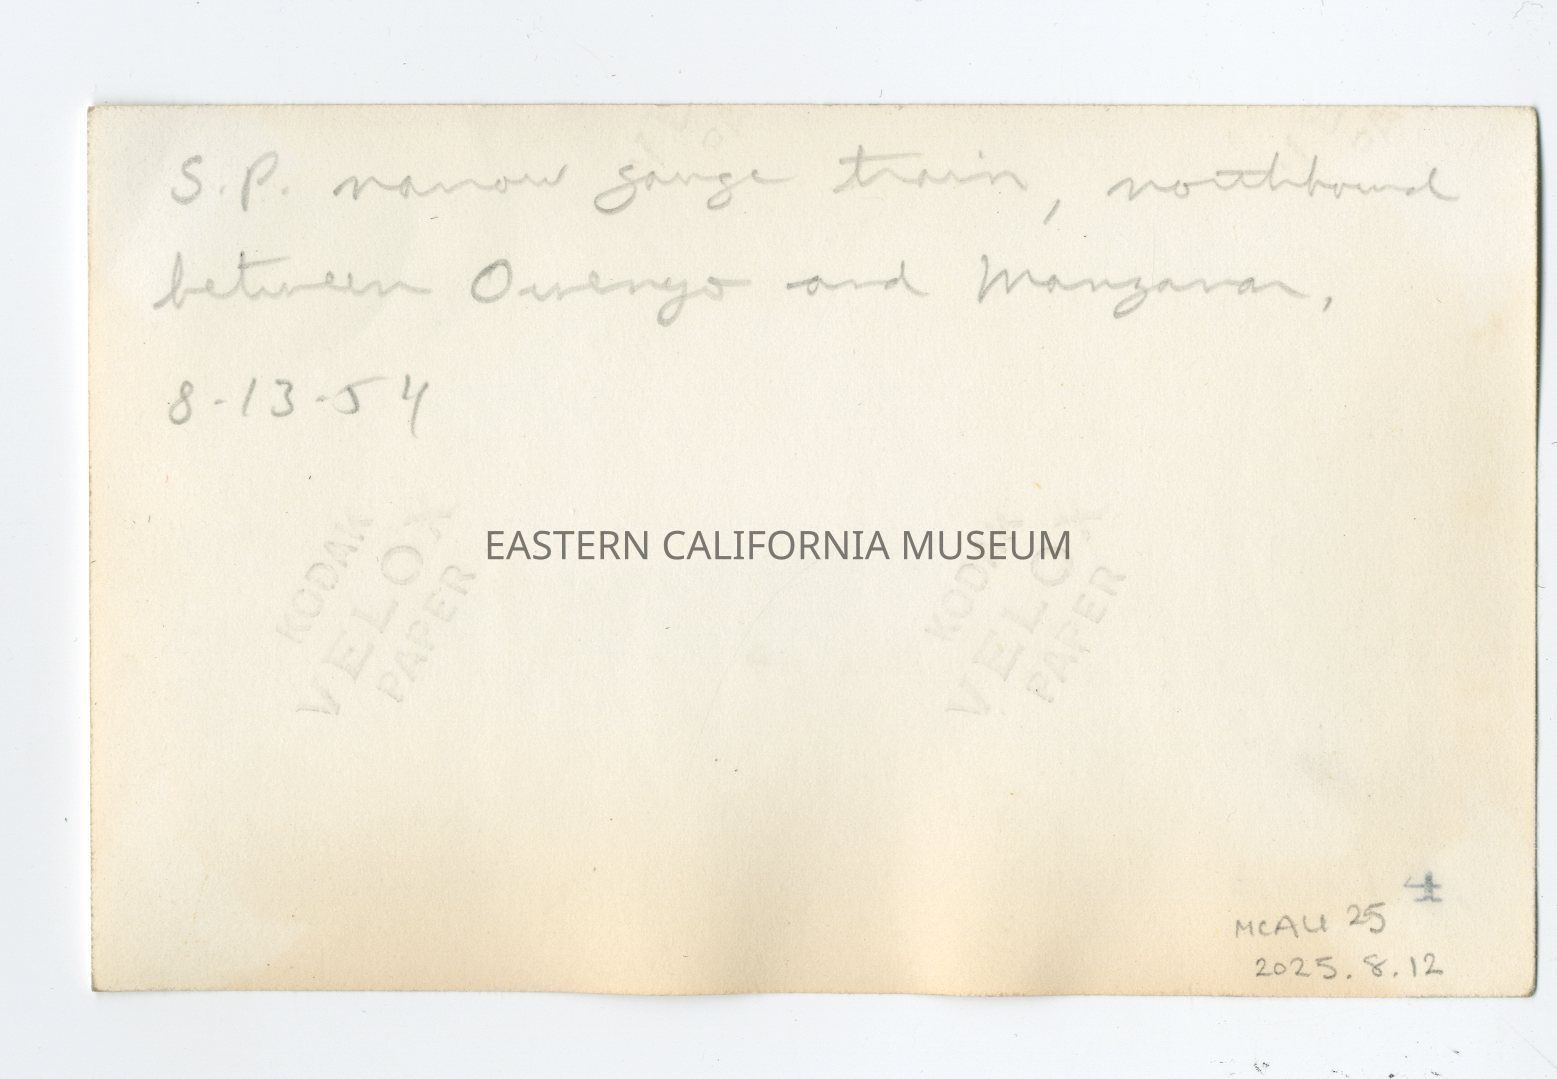 S.P. narrow gauge train, northbound
between Owenyo and Manzanar,
8-13-54
EASTERN CALIFORNIA MUSEUM
KODAK
VELOX
PAPER
KODAK
VELOX
PAPER
MCALI 25
2025.8.12